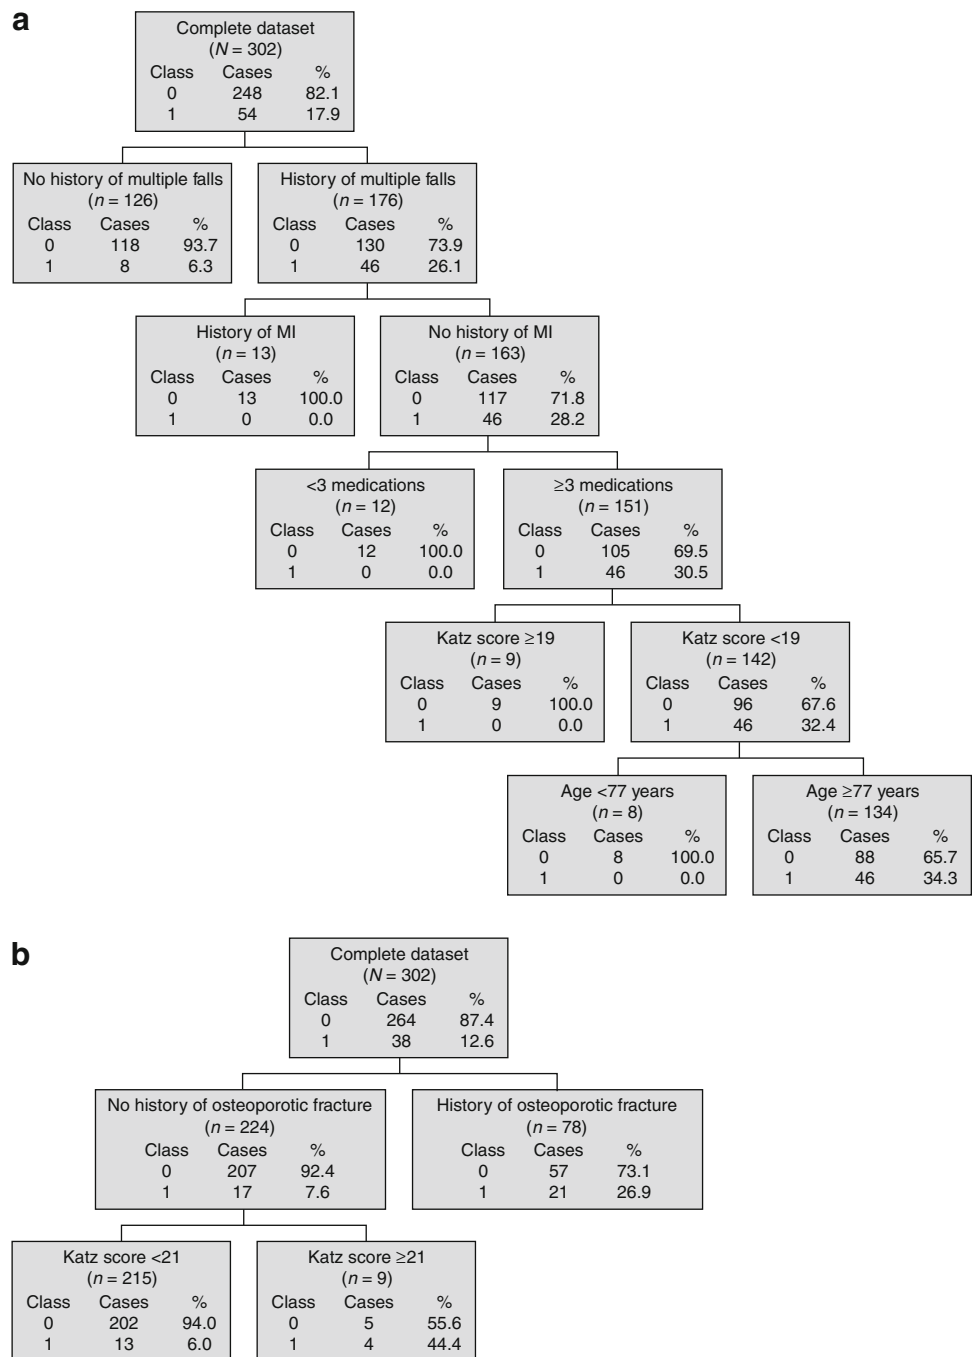 a
Complete dataset
(N = 302)
Class Cases %
0 248 82.1
1 54 17.9
No history of multiple falls
(n = 126)
Class Cases %
0 118 93.7
1 8 6.3
History of multiple falls
(n = 176)
Class Cases %
0 130 73.9
1 46 26.1
History of MI
(n = 13)
Class Cases %
0 13 100.0
1 0 0.0
No history of MI
(n = 163)
Class Cases %
0 117 71.8
1 46 28.2
<3 medications
(n = 12)
Class Cases %
0 12 100.0
1 0 0.0
≥3 medications
(n = 151)
Class Cases %
0 105 69.5
1 46 30.5
Katz score ≥19
(n = 9)
Class Cases %
0 9 100.0
1 0 0.0
Katz score <19
(n = 142)
Class Cases %
0 96 67.6
1 46 32.4
Age <77 years
(n = 8)
Class Cases %
0 8 100.0
1 0 0.0
Age ≥77 years
(n = 134)
Class Cases %
0 88 65.7
1 46 34.3
b
Complete dataset
(N = 302)
Class Cases %
0 264 87.4
1 38 12.6
No history of osteoporotic fracture
(n = 224)
Class Cases %
0 207 92.4
1 17 7.6
History of osteoporotic fracture
(n = 78)
Class Cases %
0 57 73.1
1 21 26.9
Katz score <21
(n = 215)
Class Cases %
0 202 94.0
1 13 6.0
Katz score ≥21
(n = 9)
Class Cases %
0 5 55.6
1 4 44.4